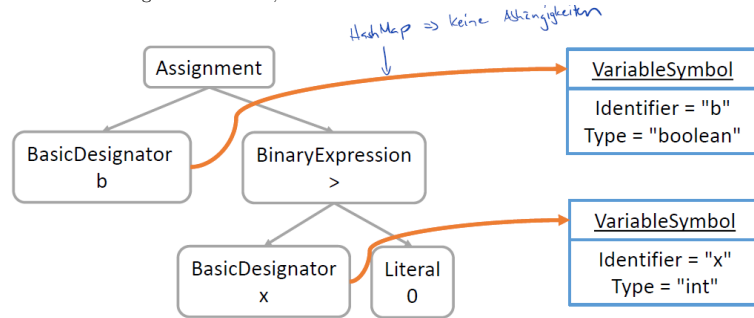 HashMap => keine Abhängigkeiten
Assignment
VariableSymbol
Identifier = "b"
Type = "boolean"
BasicDesignator
b
BinaryExpression
>
VariableSymbol
Identifier = "x"
Type = "int"
BasicDesignator
x
Literal
0